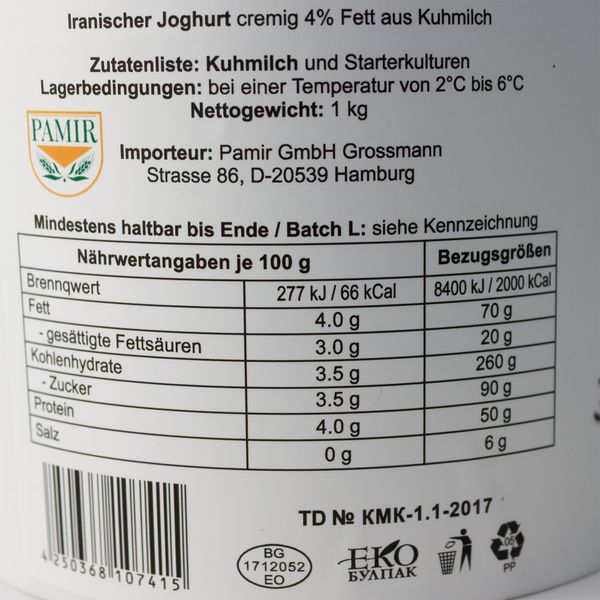 Iranischer Joghurt cremig 4% Fett aus Kuhmilch
Zutatenliste: Kuhmilch und Starterkulturen
Lagerbedingungen: bei einer Temperatur von 2°C bis 6°C
Nettogewicht: 1 kg
PAMIR
Importeur: Pamir GmbH Grossmann
Strasse 86, D-20539 Hamburg
Mindestens haltbar bis Ende / Batch L: siehe Kennzeichnung
Nährwertangaben je 100 g Bezugsgrößen
Brennqwert 277 kJ / 66 kCal 8400 kJ / 2000 kCal
Fett 4.0 g 70 g
- gesättigte Fettsäuren 3.0 g 20 g
Kohlenhydrate 3.5 g 260 g
- Zucker 3.5 g 90 g
Protein 4.0 g 50 g
Salz 0 g 6 g
TD № KMK-1.1-2017
4 250368 107415
BG
1712052
EO
ЕКО
БУЛПАК
05
PP